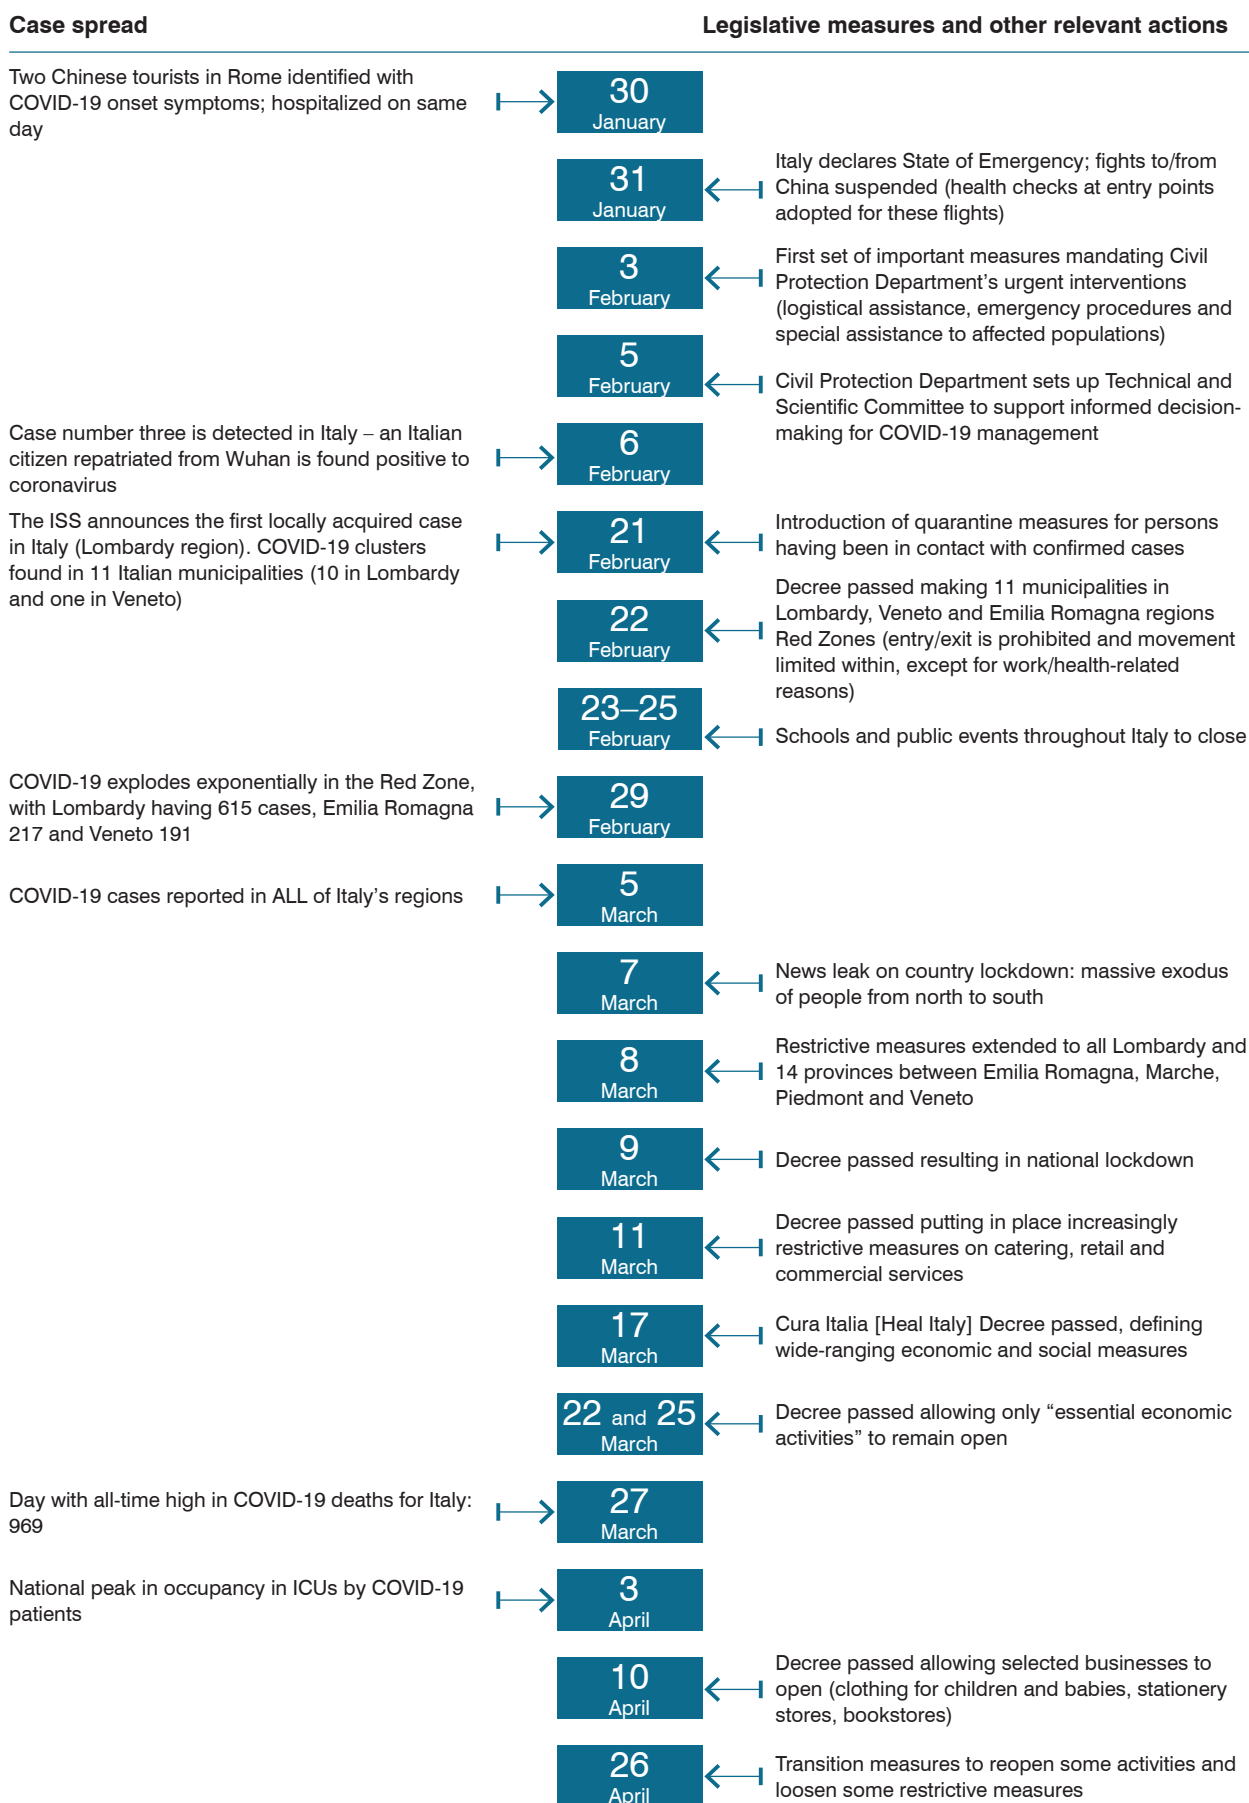 Case spread
Legislative measures and other relevant actions
Two Chinese tourists in Rome identified with
COVID-19 onset symptoms; hospitalized on same
day
30
January
31
January
Italy declares State of Emergency; fights to/from
China suspended (health checks at entry points
adopted for these flights)
3
February
First set of important measures mandating Civil
Protection Department's urgent interventions
(logistical assistance, emergency procedures and
special assistance to affected populations)
5
February
Civil Protection Department sets up Technical and
Scientific Committee to support informed decision-
making for COVID-19 management
Case number three is detected in Italy – an Italian
citizen repatriated from Wuhan is found positive to
coronavirus
6
February
The ISS announces the first locally acquired case
in Italy (Lombardy region). COVID-19 clusters
found in 11 Italian municipalities (10 in Lombardy
and one in Veneto)
21
February
Introduction of quarantine measures for persons
having been in contact with confirmed cases
22
February
Decree passed making 11 municipalities in
Lombardy, Veneto and Emilia Romagna regions
Red Zones (entry/exit is prohibited and movement
limited within, except for work/health-related
reasons)
23–25
February
Schools and public events throughout Italy to close
COVID-19 explodes exponentially in the Red Zone,
with Lombardy having 615 cases, Emilia Romagna
217 and Veneto 191
29
February
COVID-19 cases reported in ALL of Italy's regions
5
March
7
March
News leak on country lockdown: massive exodus
of people from north to south
8
March
Restrictive measures extended to all Lombardy and
14 provinces between Emilia Romagna, Marche,
Piedmont and Veneto
9
March
Decree passed resulting in national lockdown
11
March
Decree passed putting in place increasingly
restrictive measures on catering, retail and
commercial services
17
March
Cura Italia [Heal Italy] Decree passed, defining
wide-ranging economic and social measures
22 and 25
March
Decree passed allowing only “essential economic
activities” to remain open
Day with all-time high in COVID-19 deaths for Italy:
969
27
March
National peak in occupancy in ICUs by COVID-19
patients
3
April
10
April
Decree passed allowing selected businesses to
open (clothing for children and babies, stationery
stores, bookstores)
26
April
Transition measures to reopen some activities and
loosen some restrictive measures